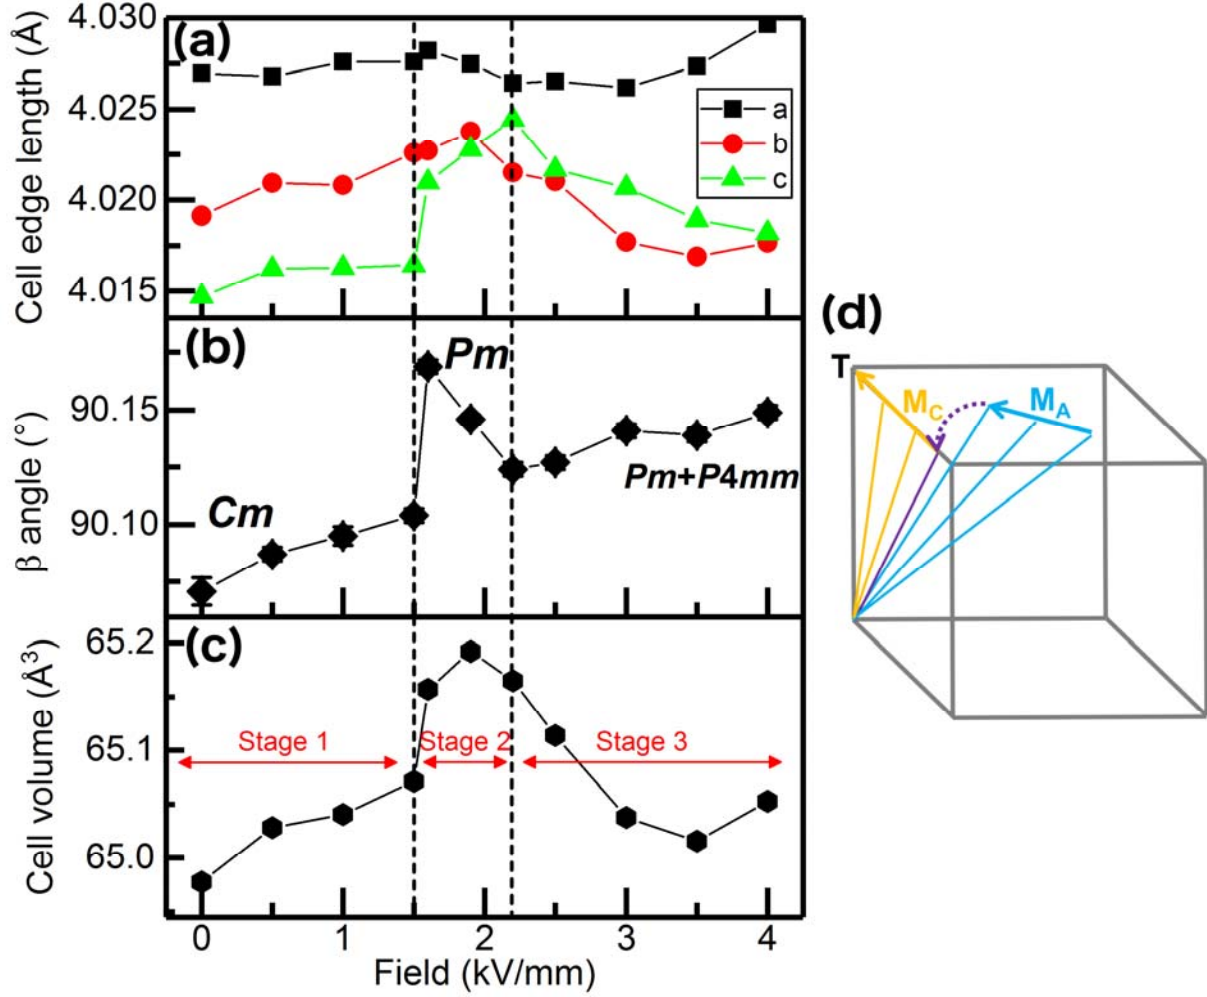 (a)
Cell edge length (Å)
4.030
4.025
4.020
4.015
a
b
c
(b)
β angle (°)
90.15
90.10
Cm
Pm
Pm+P4mm
(c)
Cell volume (Å³)
65.2
65.1
65.0
Stage 1
Stage 2
Stage 3
0 1 2 3 4
Field (kV/mm)
(d)
T
M_C
M_A